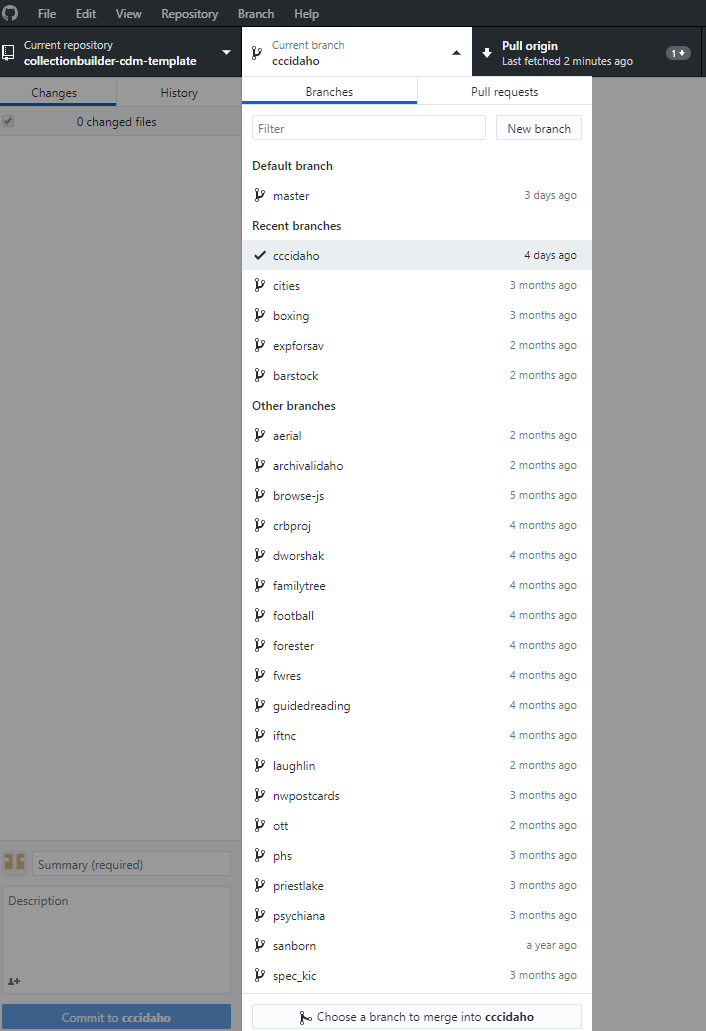 File Edit View Repository Branch Help
Current repository
collectionbuilder-cdm-template
Current branch
cccidaho
Pull origin
Last fetched 2 minutes ago
1
Changes History
0 changed files
Branches Pull requests
Filter
New branch
Default branch
master 3 days ago
Recent branches
cccidaho 4 days ago
cities 3 months ago
boxing 3 months ago
expforsav 2 months ago
barstock 2 months ago
Other branches
aerial 2 months ago
archivalidaho 2 months ago
browse-js 5 months ago
crbproj 4 months ago
dworshak 4 months ago
familytree 4 months ago
football 4 months ago
forester 4 months ago
fwres 4 months ago
guidedreading 4 months ago
iftnc 4 months ago
laughlin 2 months ago
nwpostcards 3 months ago
ott 2 months ago
phs 3 months ago
priestlake 3 months ago
psychiana 3 months ago
sanborn a year ago
spec_kic 3 months ago
Choose a branch to merge into cccidaho
Summary (required)
Description
Commit to cccidaho